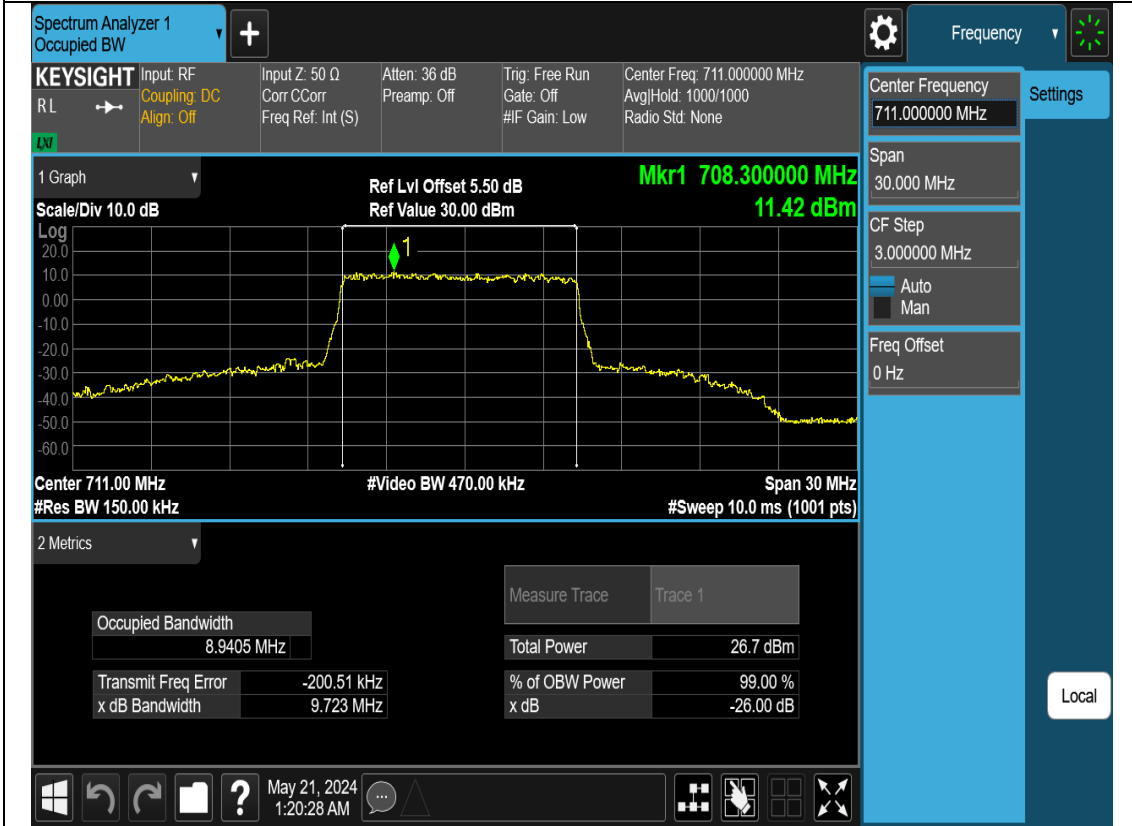 Spectrum Analyzer 1
Occupied BW
+
Frequency
KEYSIGHT
R L
LXI
Input: RF
Coupling: DC
Align: Off
Input Z: 50 Ω
Corr CCorr
Freq Ref: Int (S)
Atten: 36 dB
Preamp: Off
Trig: Free Run
Gate: Off
#IF Gain: Low
Center Freq: 711.000000 MHz
Avg|Hold: 1000/1000
Radio Std: None
Center Frequency
711.000000 MHz
Settings
Span
30.000 MHz
CF Step
3.000000 MHz
Auto
Man
Freq Offset
0 Hz
Local
1 Graph
Scale/Div 10.0 dB
Ref Lvl Offset 5.50 dB
Ref Value 30.00 dBm
Mkr1 708.300000 MHz
11.42 dBm
Log
1
20.0
10.0
0.00
-10.0
-20.0
-30.0
-40.0
-50.0
-60.0
Center 711.00 MHz
#Video BW 470.00 kHz
Span 30 MHz
#Res BW 150.00 kHz
#Sweep 10.0 ms (1001 pts)
2 Metrics
Measure Trace Trace 1
Occupied Bandwidth
8.9405 MHz
Total Power 26.7 dBm
Transmit Freq Error -200.51 kHz
% of OBW Power 99.00 %
x dB Bandwidth 9.723 MHz
x dB -26.00 dB
?
May 21, 2024
1:20:28 AM